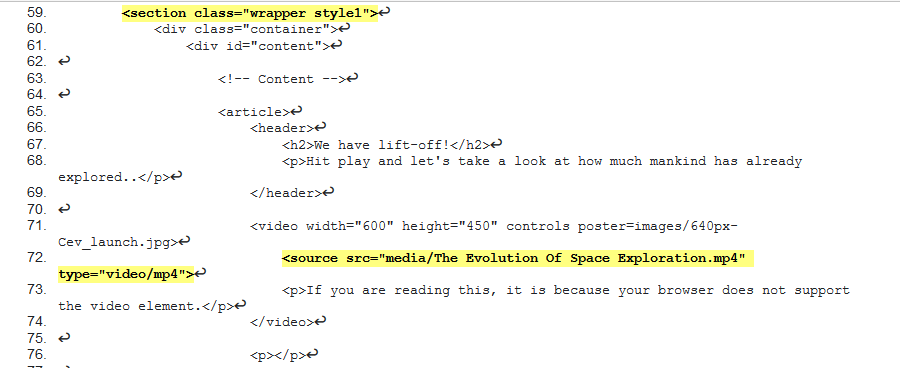 59. <section class="wrapper style1">↩
60. <div class="container">↩
61. <div id="content">↩
62. ↩
63. <!-- Content -->↩
64. ↩
65. <article>↩
66. <header>↩
67. <h2>We have lift-off!</h2>↩
68. <p>Hit play and let's take a look at how much mankind has already
explored..</p>↩
69. </header>↩
70. ↩
71. <video width="600" height="450" controls poster=images/640px-
Cev_launch.jpg>↩
72. <source src="media/The Evolution Of Space Exploration.mp4"
type="video/mp4">↩
73. <p>If you are reading this, it is because your browser does not support
the video element.</p>↩
74. </video>↩
75. ↩
76. <p></p>↩